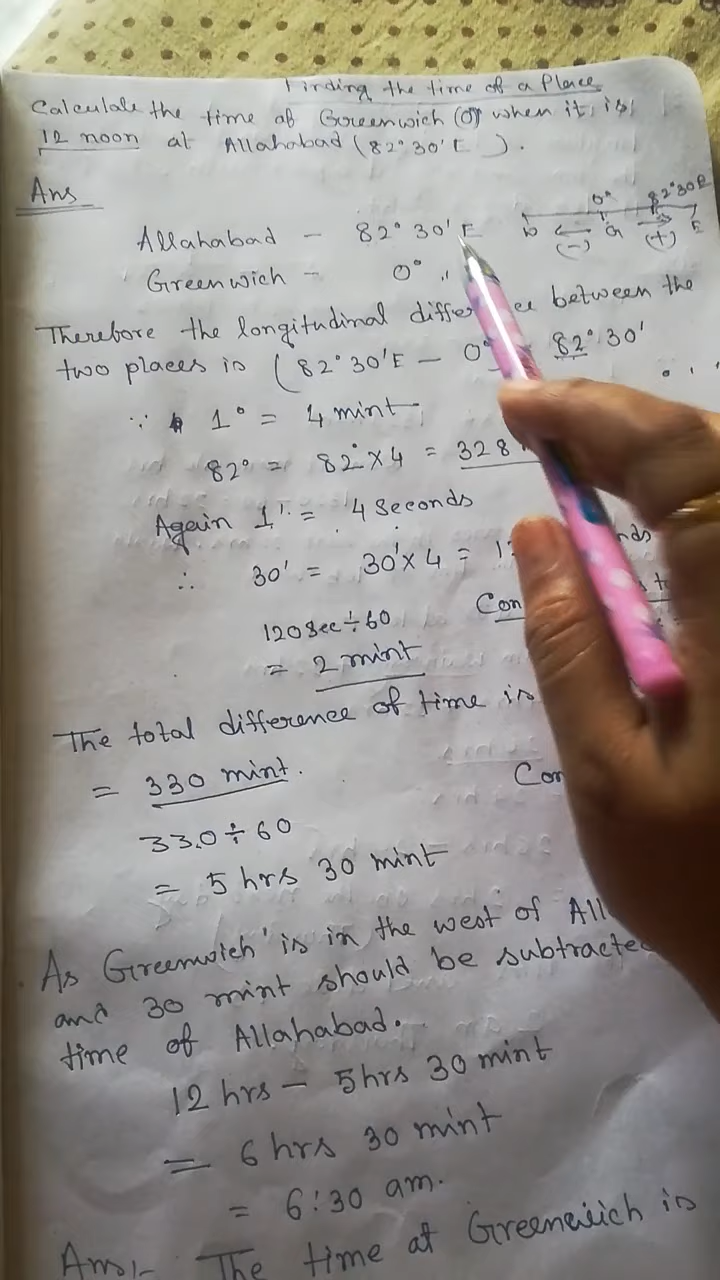 Finding the time of a Place
Calculate the time of Greenwich (0°) when it is
12 noon at Allahabad (82°30'E ).
Ans
0° 82°30E
W G E
(-) (+)
Allahabad - 82° 30' E
Greenwich - 0° "
Therefore the longitudinal between the
two places is (82°30'E - 0° 82°30'
∵ 1° = 4 mint
82° = 82° x 4 = 328
Again 1' = 4 Seconds
∴ 30' = 30' x 4 =
120 sec ÷ 60
= 2 mint
The total difference of time is
= 330 mint.
330 ÷ 60
= 5 hrs 30 mint
As Greenwich is in the west of
and 30 mint should be subtracted
time of Allahabad.
12 hrs - 5hrs 30 mint
= 6 hrs 30 mint
= 6:30 am.
Ans:- The time at Greenwich is